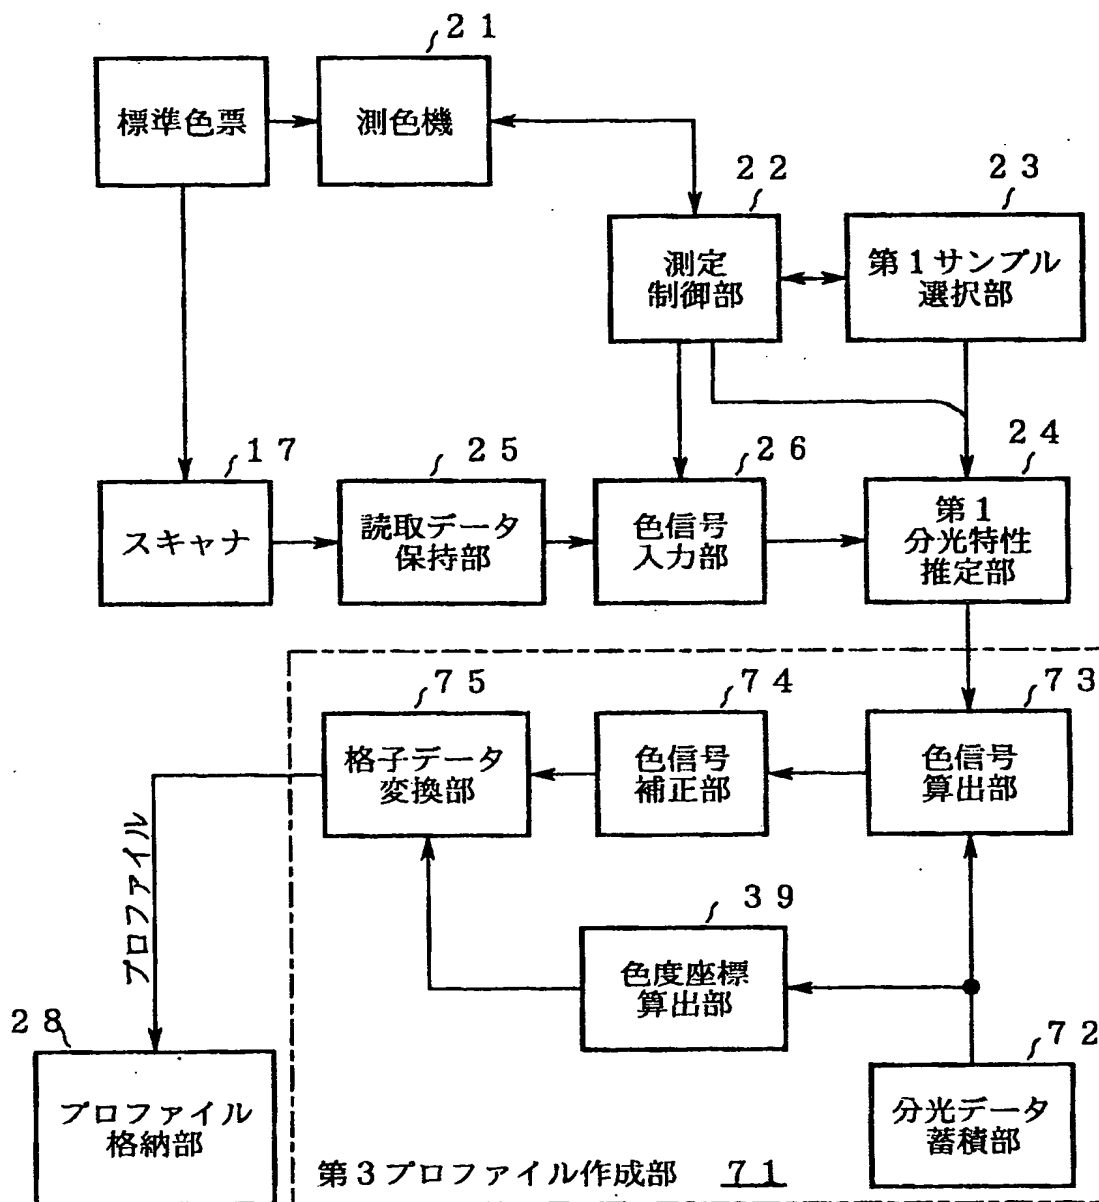 21
標準色票
測色機
22
23
測定
制御部
第1サンプル
選択部
17
25
26
24
スキャナ
読取データ
保持部
色信号
入力部
第1
分光特性
推定部
75
74
73
格子データ
変換部
色信号
補正部
色信号
算出部
プロファイル
39
色度座標
算出部
28
72
プロファイル
格納部
分光データ
蓄積部
第3プロファイル作成部 71